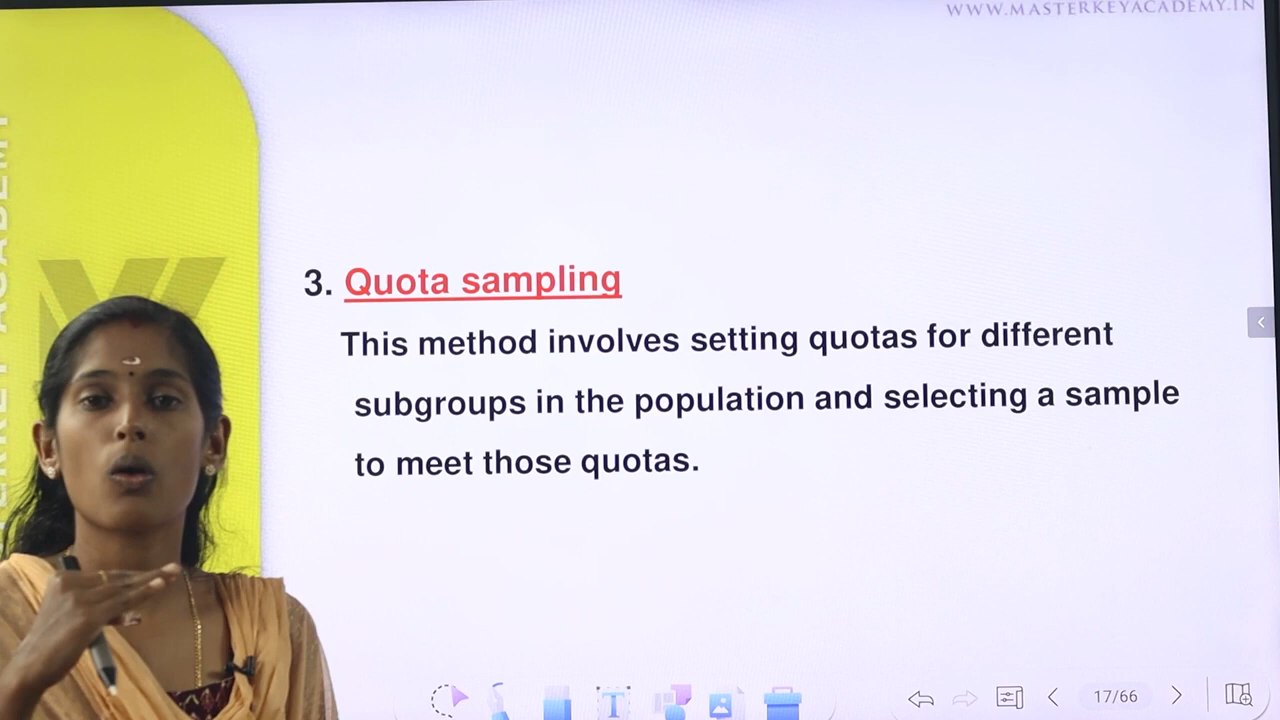 WWW.MASTERKEYACADEMY.IN
3. Quota sampling
This method involves setting quotas for different
subgroups in the population and selecting a sample
to meet those quotas.
17/66